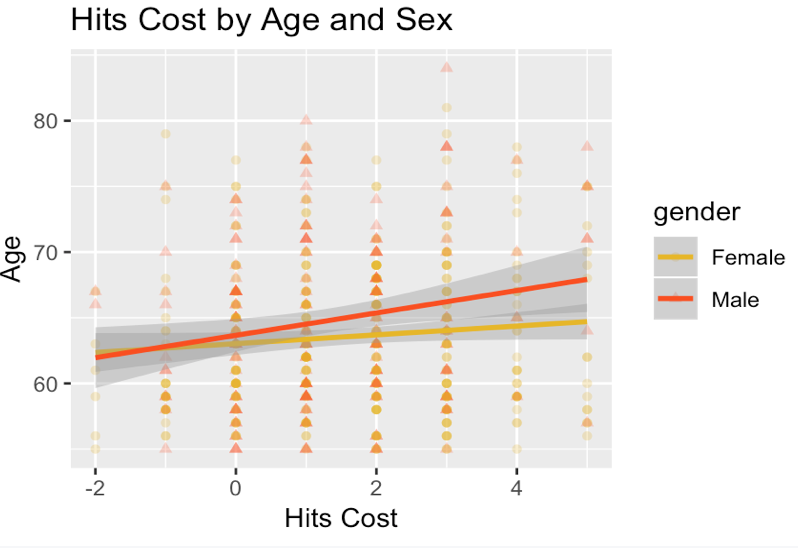 Hits Cost by Age and Sex
80
70
60
Age
-2
0
2
4
Hits Cost
gender
Female
Male